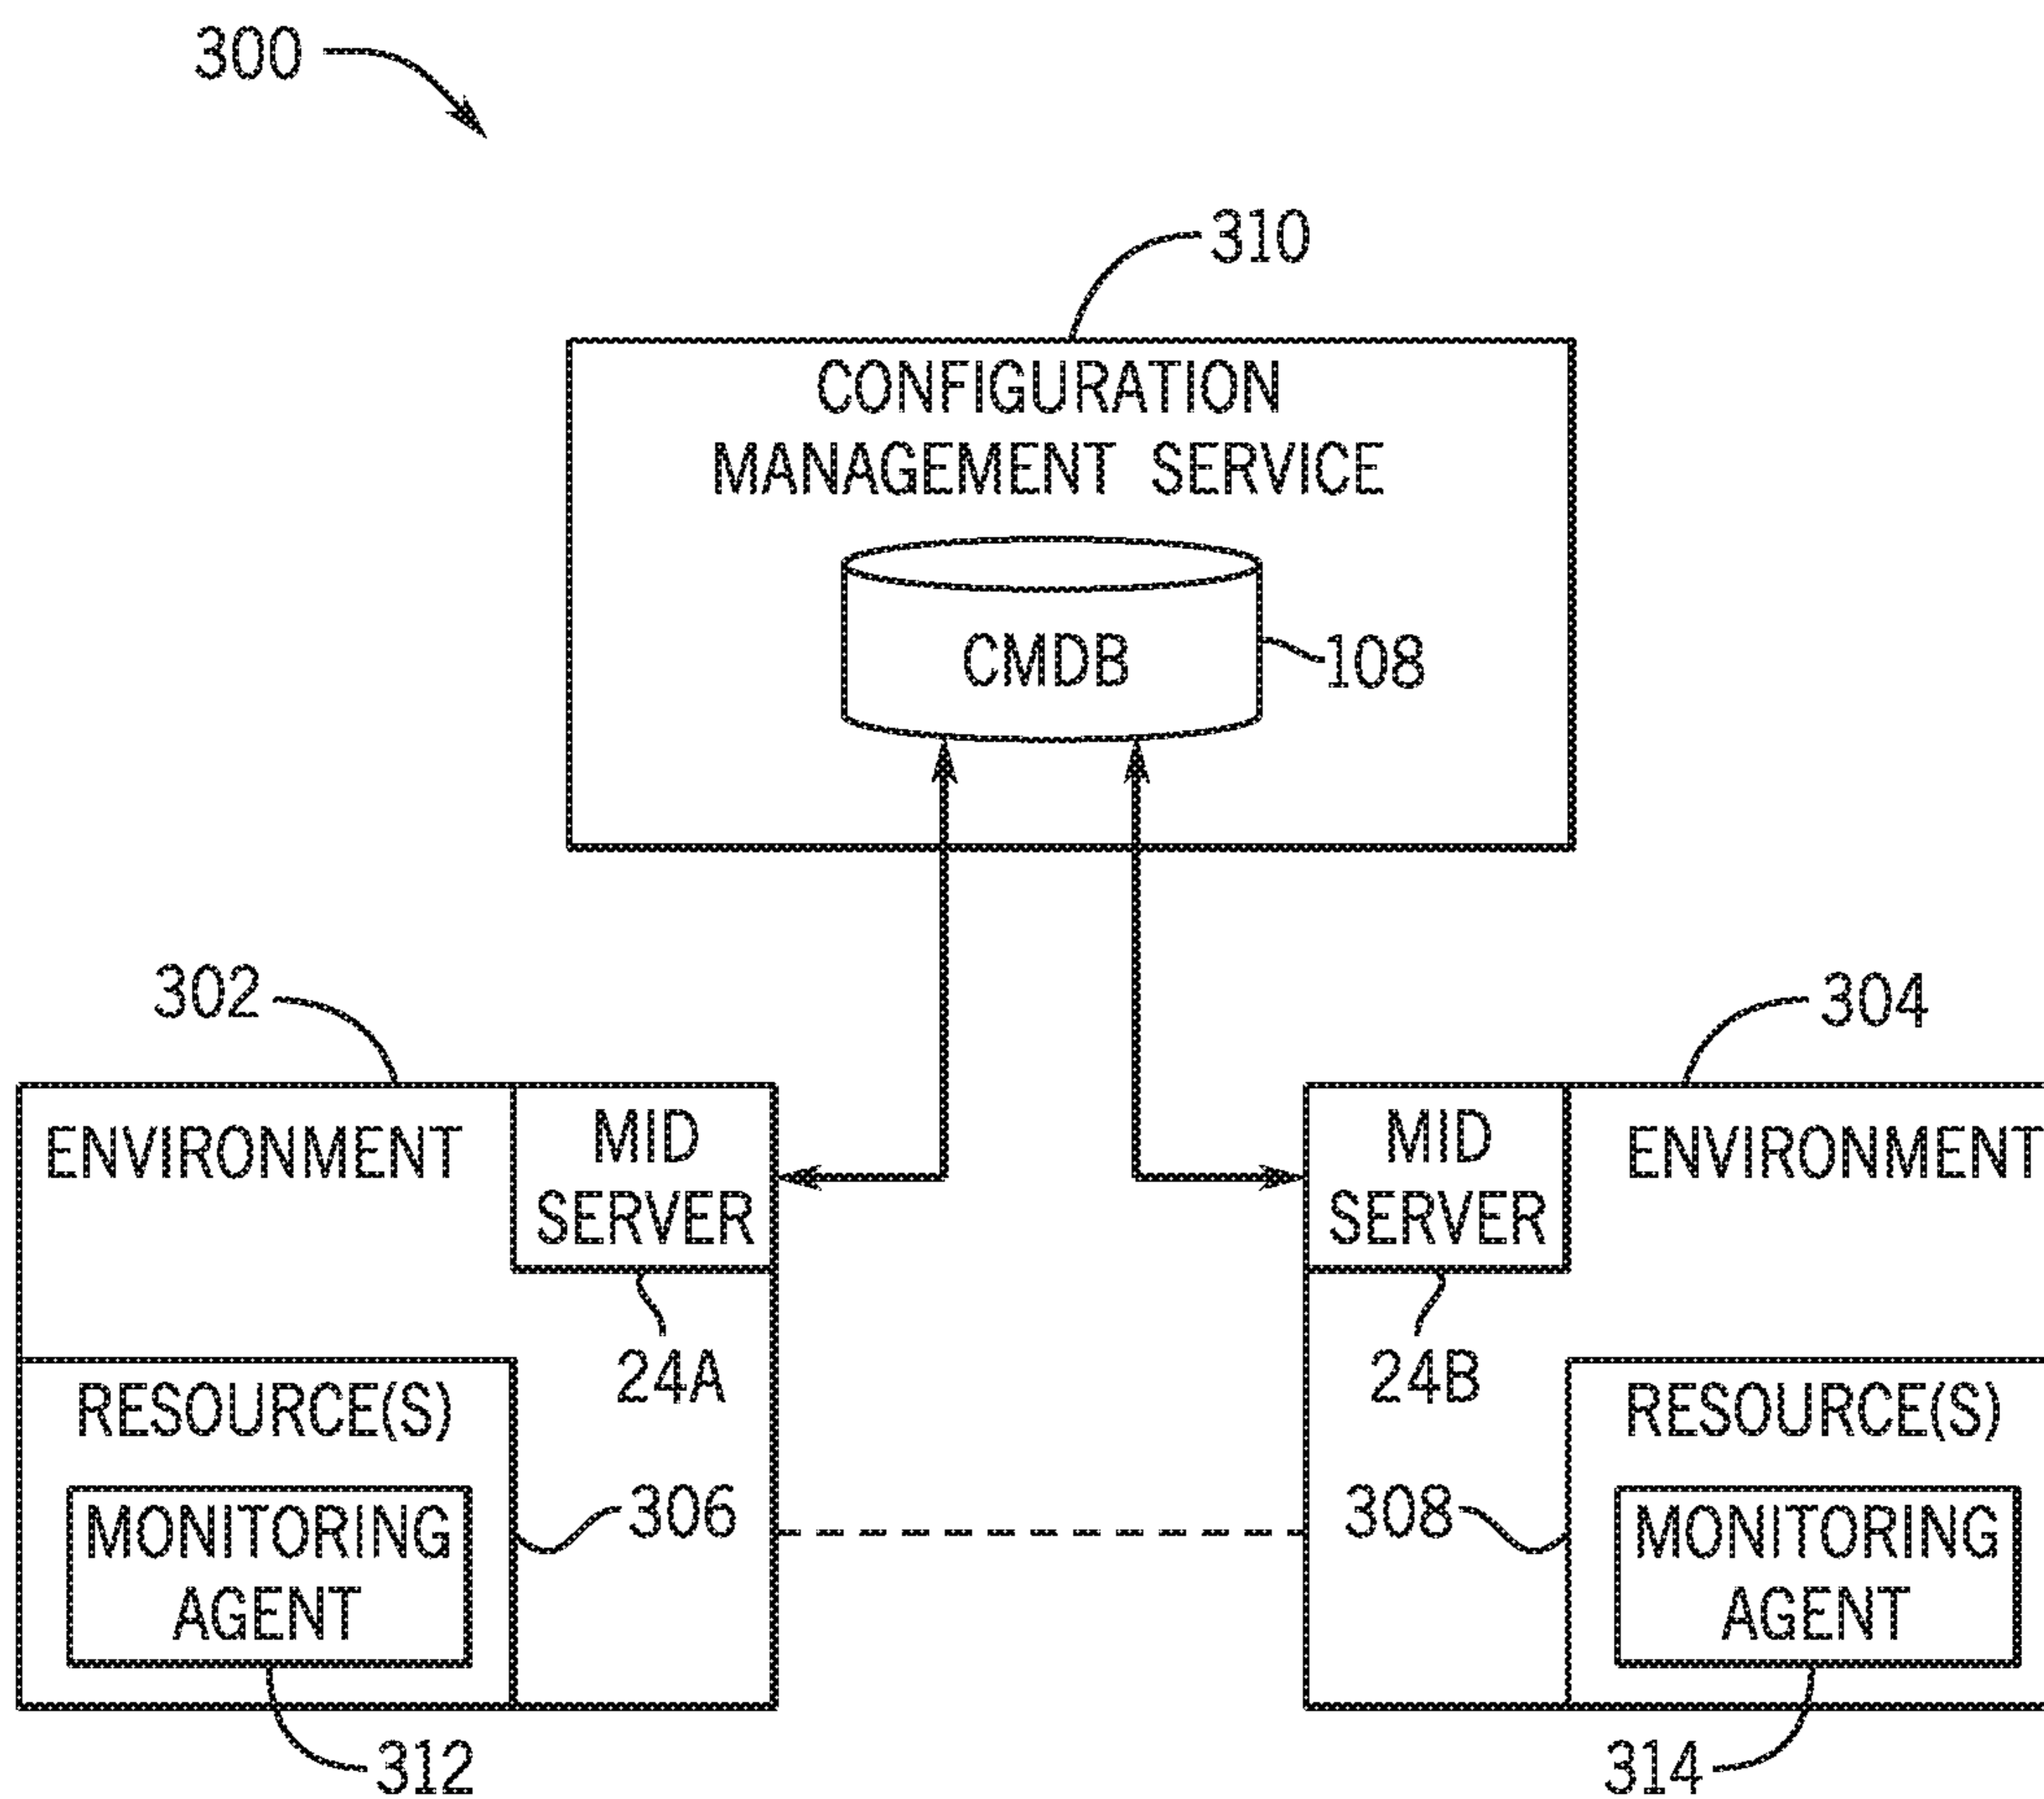 300
310
CONFIGURATION
MANAGEMENT SERVICE
CMDB
108
302
304
ENVIRONMENT
MID
SERVER
MID
SERVER
ENVIRONMENT
24A
24B
RESOURCE(S)
RESOURCE(S)
306
308
MONITORING
AGENT
MONITORING
AGENT
312
314